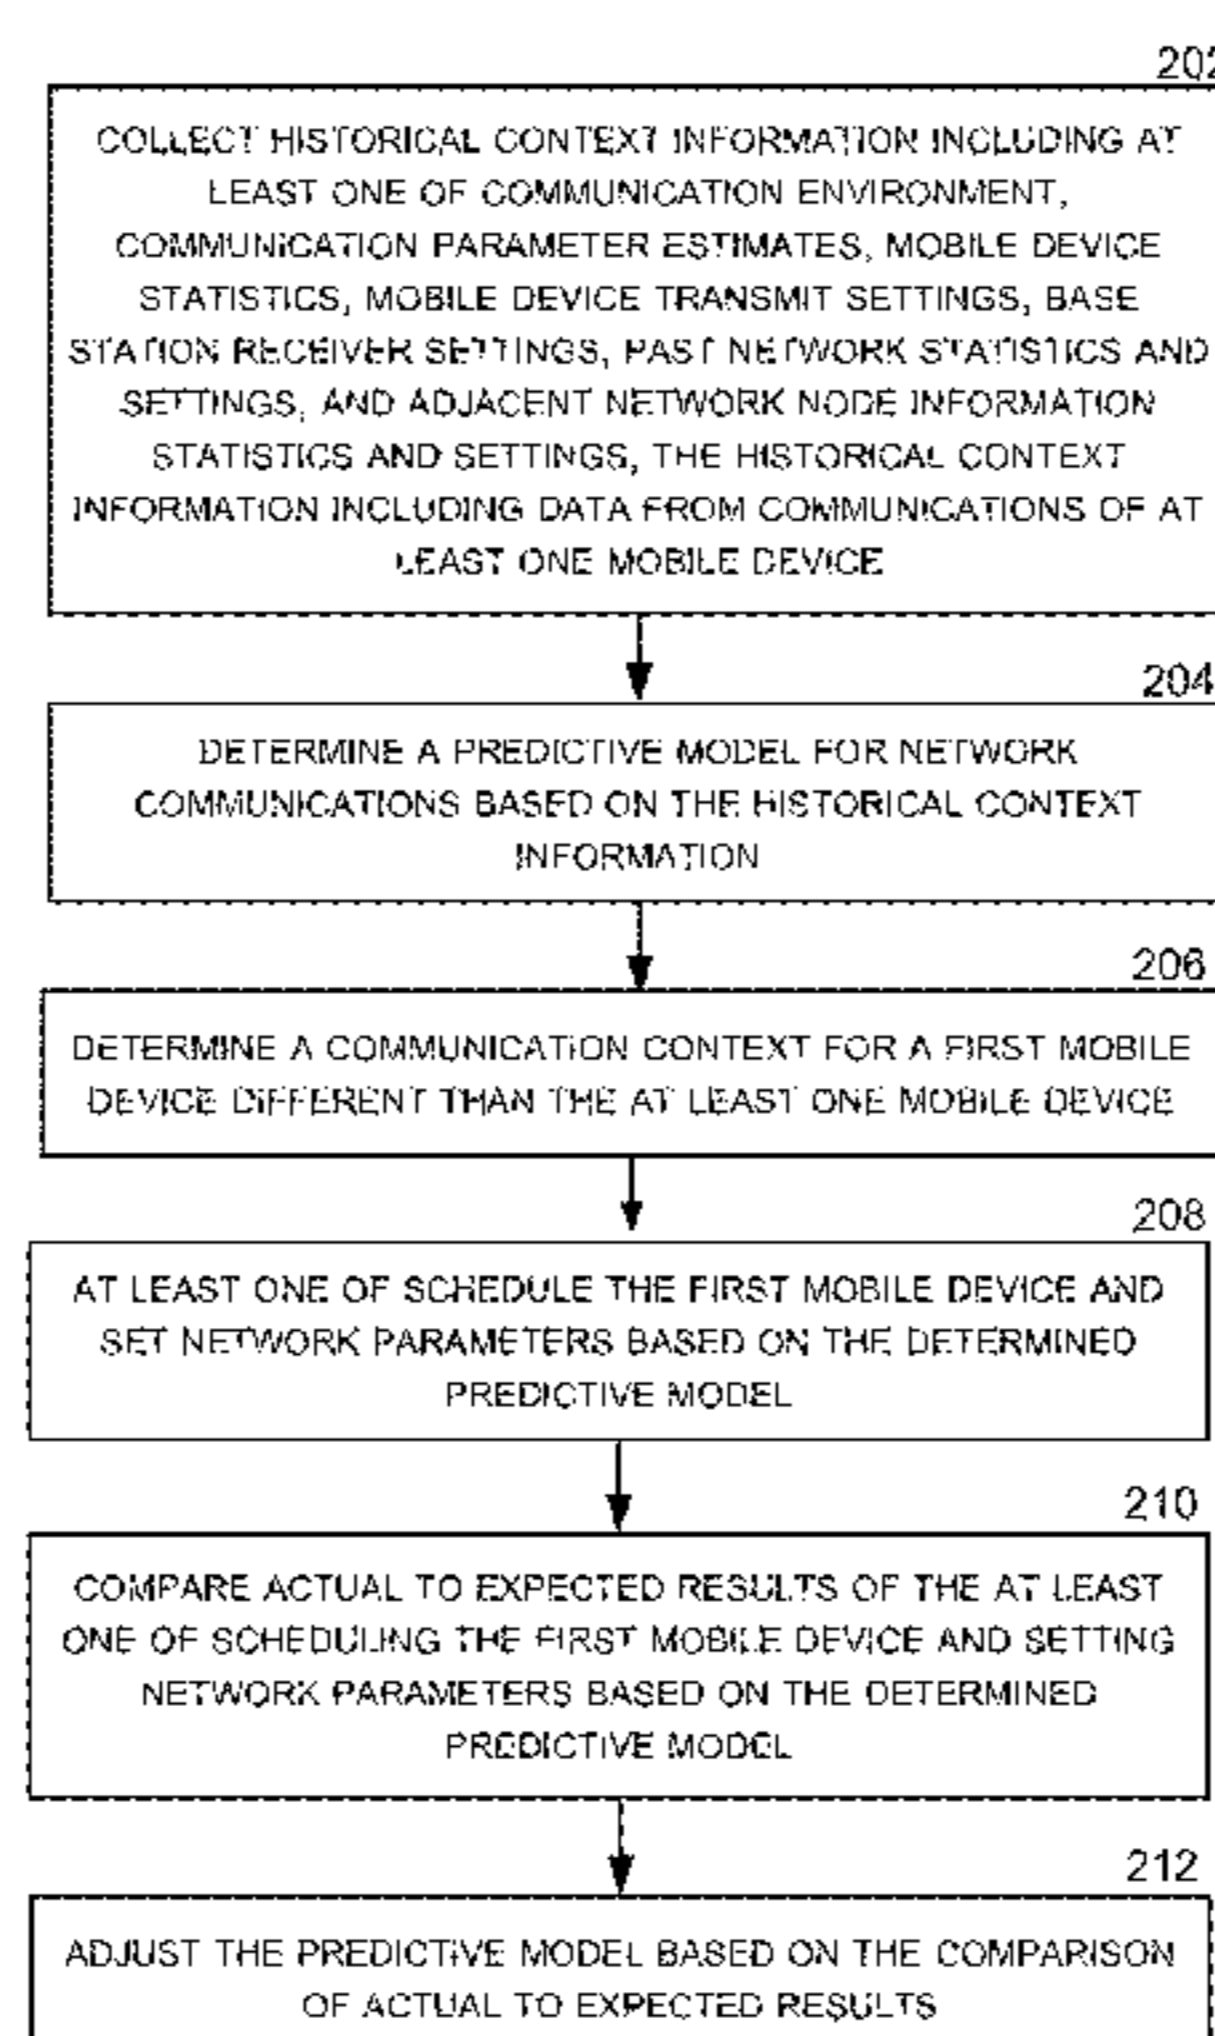 202
COLLECT HISTORICAL CONTEXT INFORMATION INCLUDING AT
LEAST ONE OF COMMUNICATION ENVIRONMENT,
COMMUNICATION PARAMETER ESTIMATES, MOBILE DEVICE
STATISTICS, MOBILE DEVICE TRANSMIT SETTINGS, BASE
STATION RECEIVER SETTINGS, PAST NETWORK STATISTICS AND
SETTINGS, AND ADJACENT NETWORK NODE INFORMATION
STATISTICS AND SETTINGS, THE HISTORICAL CONTEXT
INFORMATION INCLUDING DATA FROM COMMUNICATIONS OF AT
LEAST ONE MOBILE DEVICE
204
DETERMINE A PREDICTIVE MODEL FOR NETWORK
COMMUNICATIONS BASED ON THE HISTORICAL CONTEXT
INFORMATION
206
DETERMINE A COMMUNICATION CONTEXT FOR A FIRST MOBILE
DEVICE DIFFERENT THAN THE AT LEAST ONE MOBILE DEVICE
208
AT LEAST ONE OF SCHEDULE THE FIRST MOBILE DEVICE AND
SET NETWORK PARAMETERS BASED ON THE DETERMINED
PREDICTIVE MODEL
210
COMPARE ACTUAL TO EXPECTED RESULTS OF THE AT LEAST
ONE OF SCHEDULING THE FIRST MOBILE DEVICE AND SETTING
NETWORK PARAMETERS BASED ON THE DETERMINED
PREDICTIVE MODEL
212
ADJUST THE PREDICTIVE MODEL BASED ON THE COMPARISON
OF ACTUAL TO EXPECTED RESULTS